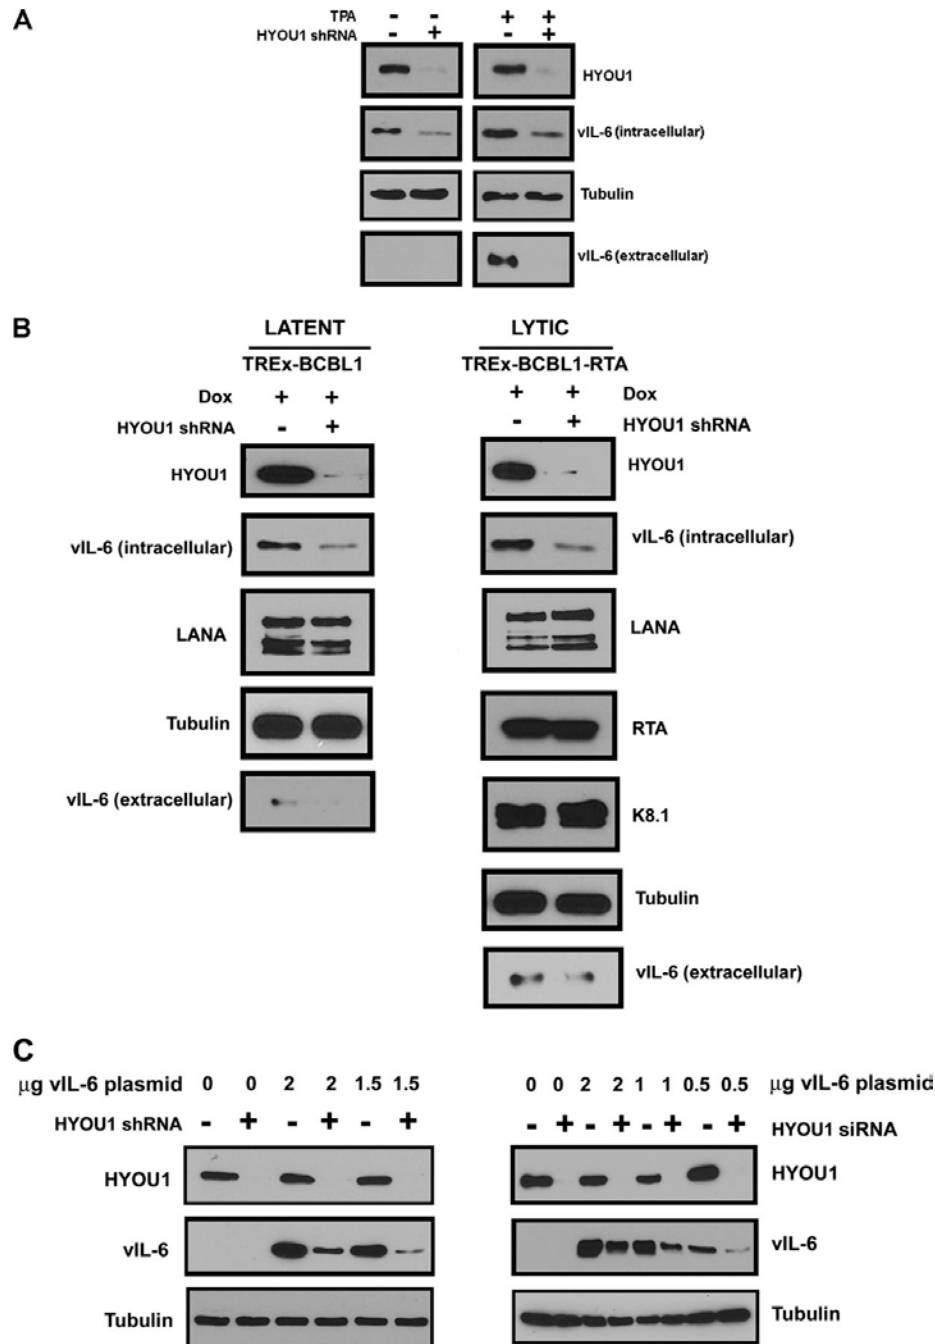 A
TPA - - + +
HYOU1 shRNA - + - +
HYOU1
vIL-6 (intracellular)
Tubulin
vIL-6 (extracellular)
B
LATENT
TREx-BCBL1
Dox + +
HYOU1 shRNA - +
HYOU1
vIL-6 (intracellular)
LANA
Tubulin
vIL-6 (extracellular)
LYTIC
TREx-BCBL1-RTA
+ + Dox
- + HYOU1 shRNA
HYOU1
vIL-6 (intracellular)
LANA
RTA
K8.1
Tubulin
vIL-6 (extracellular)
C
μg vIL-6 plasmid 0 0 2 2 1.5 1.5
HYOU1 shRNA - + - + - +
HYOU1
vIL-6
Tubulin
0 0 2 2 1 1 0.5 0.5 μg vIL-6 plasmid
- + - + - + - + HYOU1 siRNA
HYOU1
vIL-6
Tubulin